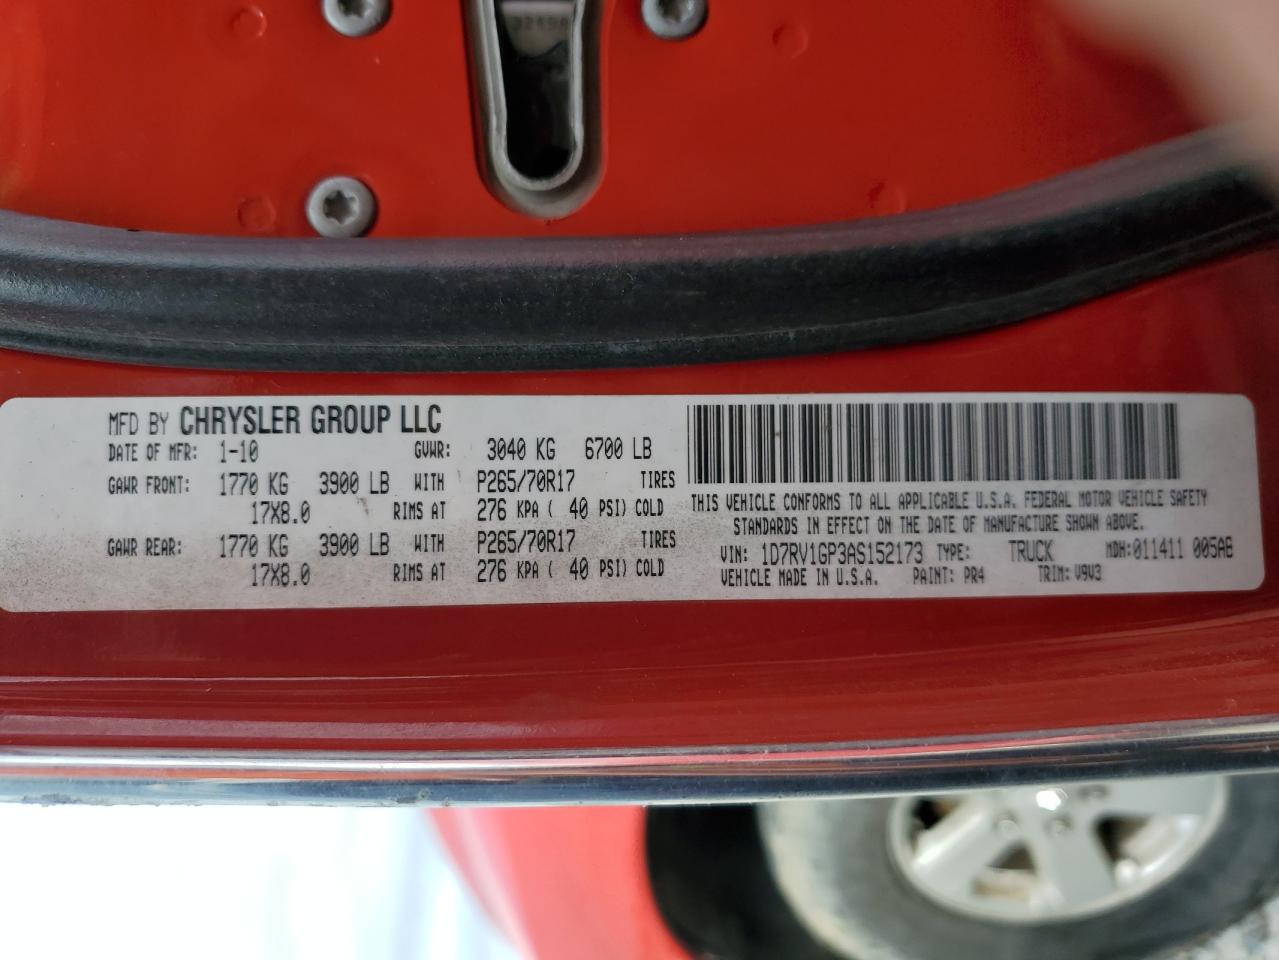 MFD BY CHRYSLER GROUP LLC
DATE OF MFR: 1-10 GVWR: 3040 KG 6700 LB
GAWR FRONT: 1770 KG 3900 LB WITH P265/70R17 TIRES
17X8.0 RIMS AT 276 KPA ( 40 PSI) COLD
GAWR REAR: 1770 KG 3900 LB WITH P265/70R17 TIRES
17X8.0 RIMS AT 276 KPA ( 40 PSI) COLD
THIS VEHICLE CONFORMS TO ALL APPLICABLE U.S.A. FEDERAL MOTOR VEHICLE SAFETY
STANDARDS IN EFFECT ON THE DATE OF MANUFACTURE SHOWN ABOVE.
VIN: 1D7RV1GP3AS152173 TYPE: TRUCK MDH:011411 005AB
VEHICLE MADE IN U.S.A. PAINT: PR4 TRIM: V9V3